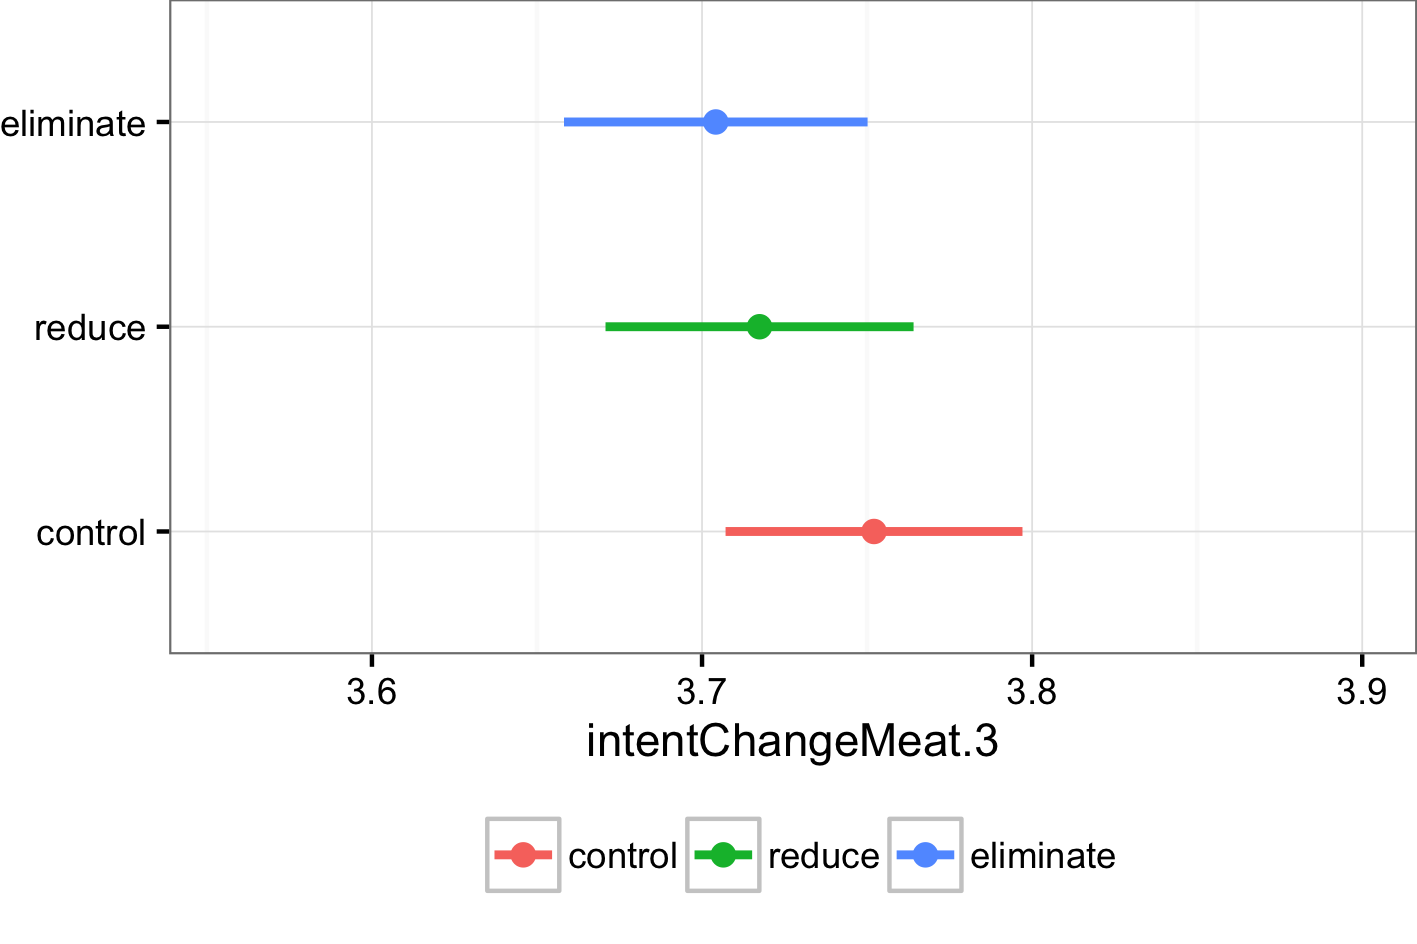 eliminate
reduce
control
3.6 3.7 3.8 3.9
intentChangeMeat.3
control reduce eliminate